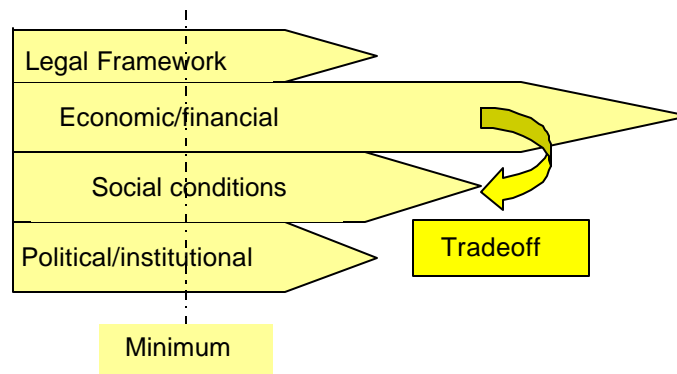 Legal Framework
Economic/financial
Social conditions
Political/institutional
Tradeoff
Minimum